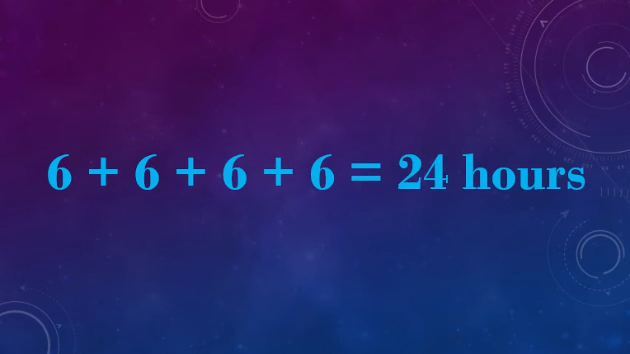 6 + 6 + 6 + 6 = 24 hours